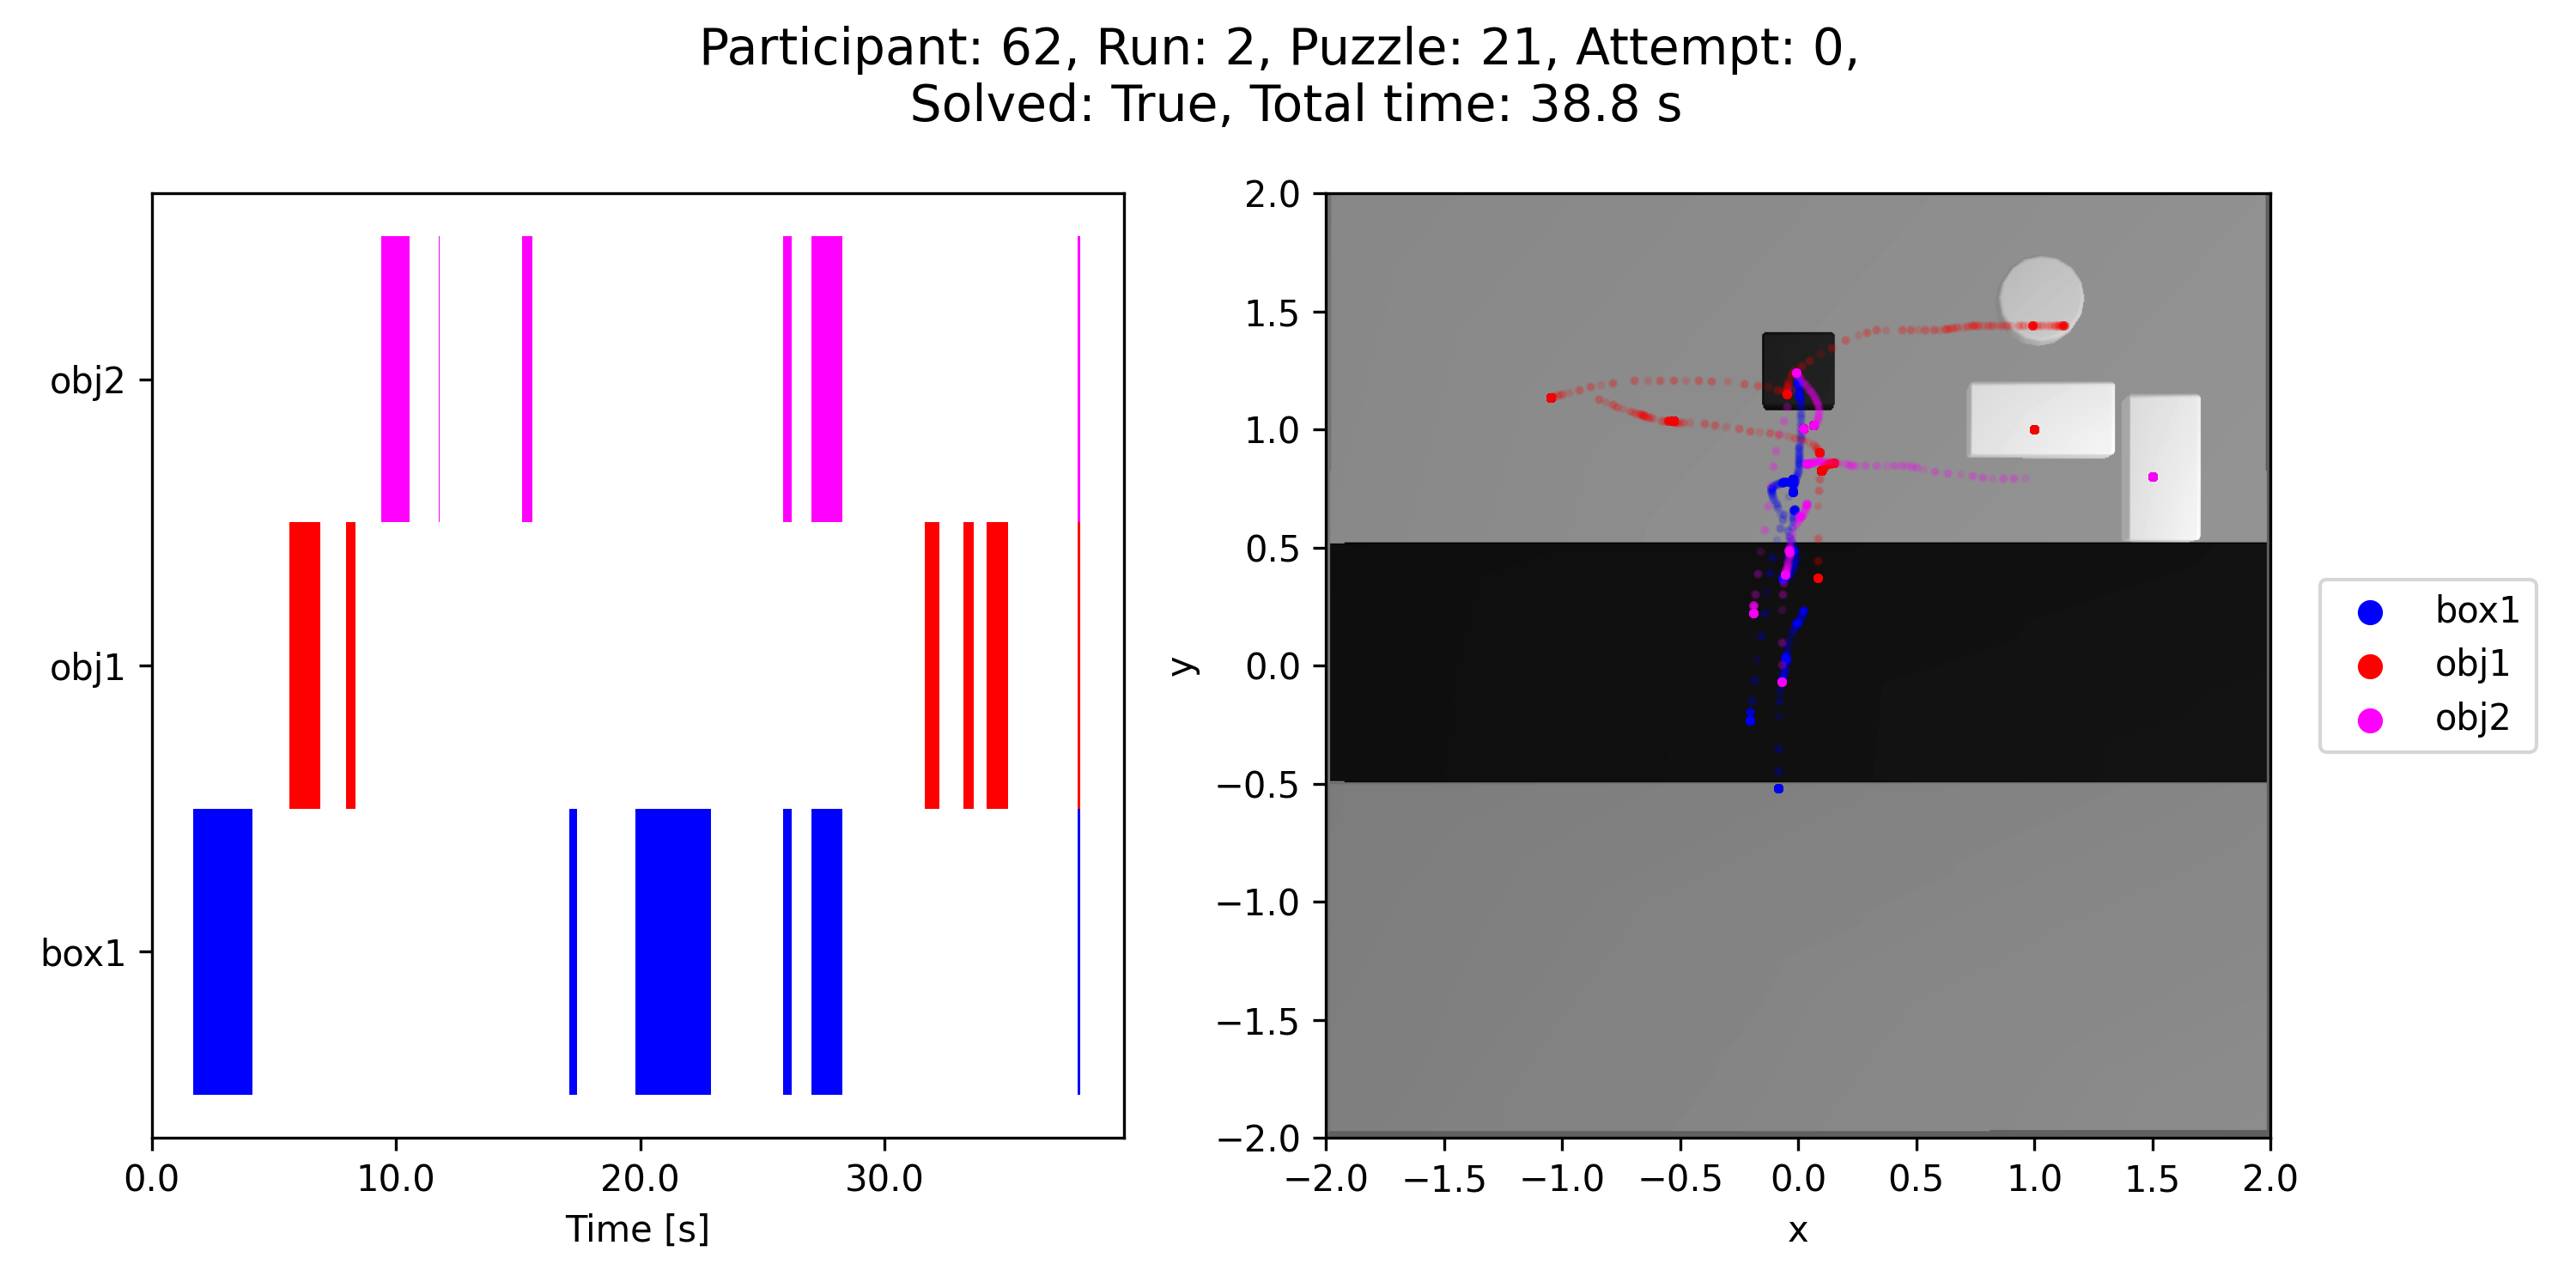 Participant: 62, Run: 2, Puzzle: 21, Attempt: 0,
Solved: True, Total time: 38.8 s
obj2
obj1
box1
0.0 10.0 20.0 30.0
Time [s]
2.0
1.5
1.0
0.5
0.0
−0.5
−1.0
−1.5
−2.0
y
−2.0 −1.5 −1.0 −0.5 0.0 0.5 1.0 1.5 2.0
x
box1
obj1
obj2